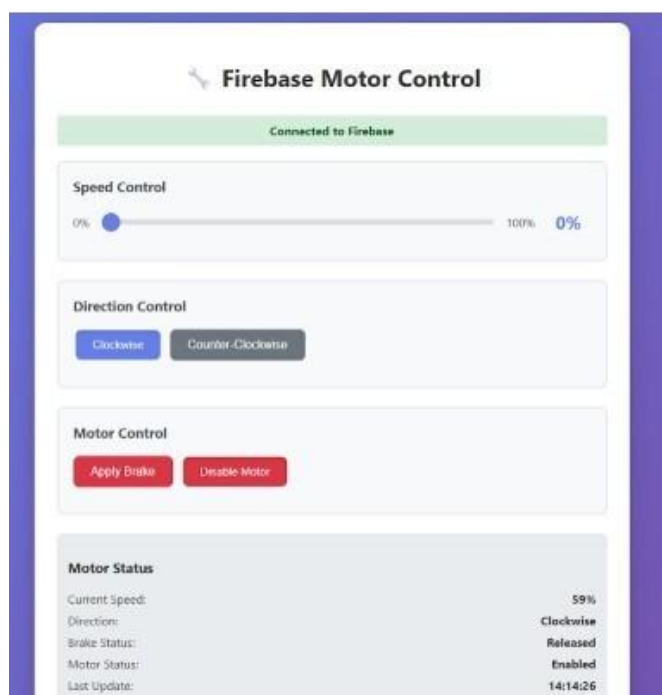 Firebase Motor Control
Connected to Firebase
Speed Control
0% 100% 0%
Direction Control
Clockwise Counter-Clockwise
Motor Control
Apply Brake Disable Motor
Motor Status
Current Speed: 59%
Direction: Clockwise
Brake Status: Released
Motor Status: Enabled
Last Update: 14:14:26